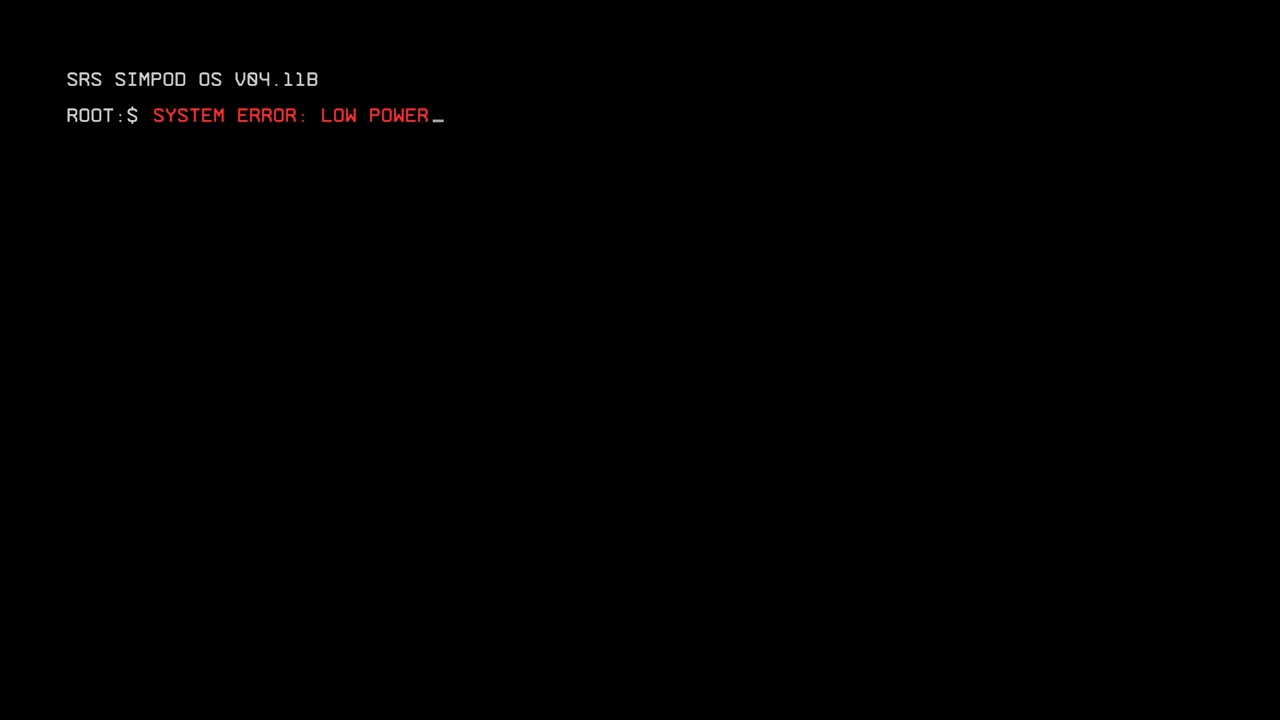 SRS SIMPOD OS V04.11B
ROOT:$ SYSTEM ERROR: LOW POWER_